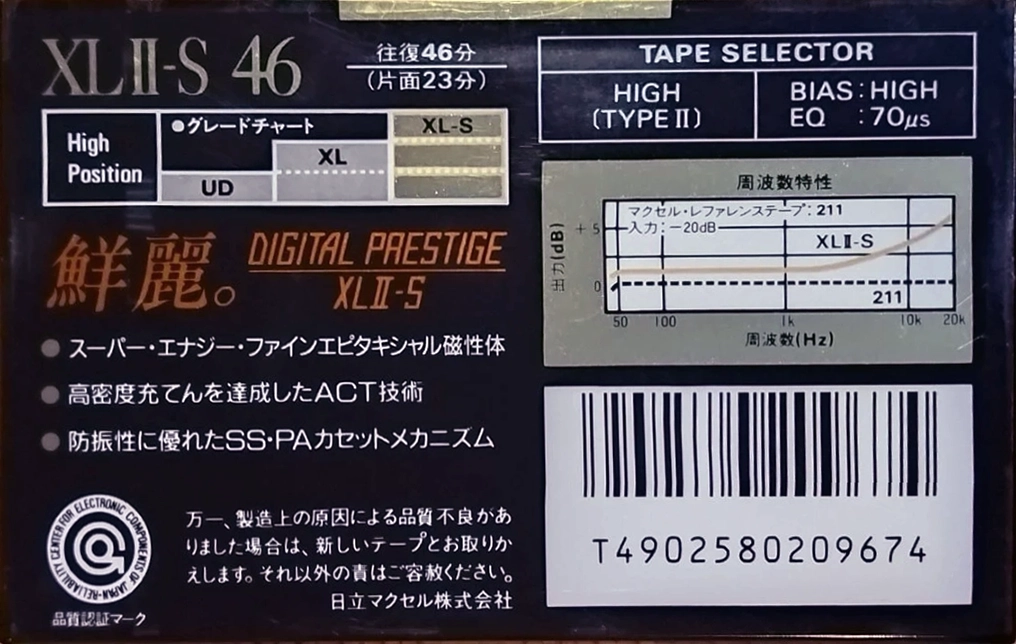 XLⅡ-S 46
往復46分
(片面23分)
High
Position
●グレードチャート
UD
XL
XL-S
鮮麗。
DIGITAL PRESTIGE
XLⅡ-S
● スーパー・エナジー・ファインエピタキシャル磁性体
● 高密度充てんを達成したACT技術
● 防振性に優れたSS・PAカセットメカニズム
RELIABILITY CENTER FOR ELECTRONIC COMPONENTS OF JAPAN
品質認証マーク
万一、製造上の原因による品質不良があ
りました場合は、新しいテープとお取りか
えします。それ以外の責はご容赦ください。
日立マクセル株式会社
TAPE SELECTOR
HIGH
(TYPEⅡ)
BIAS:HIGH
EQ :70μs
周波数特性
マクセル・レファレンステープ:211
入力:-20dB
出力(dB)
+5
0
XLⅡ-S
211
50 100 1k 10k 20k
周波数(Hz)
T4902580209674